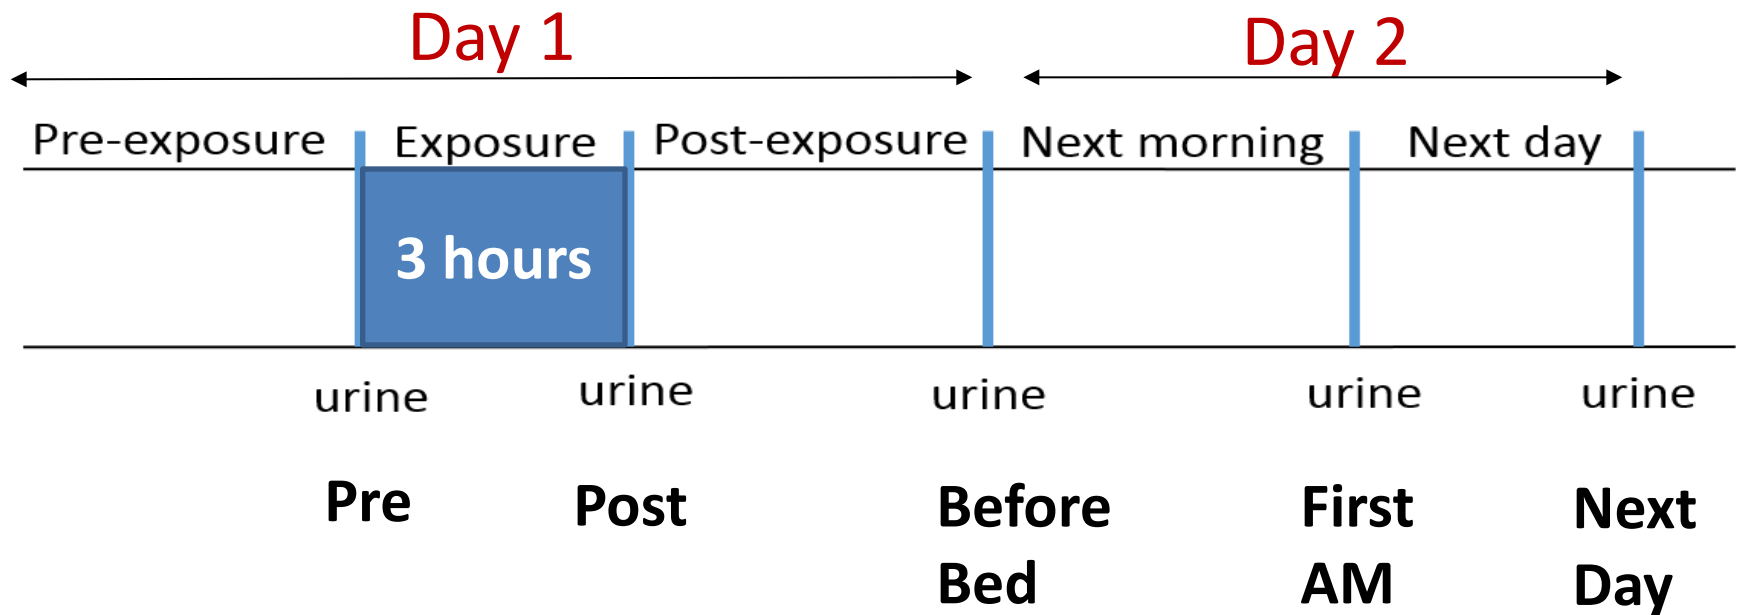 Day 1 Day 2
Pre-exposure Exposure Post-exposure Next morning Next day
3 hours
urine urine urine urine urine
Pre Post Before First Next
Bed AM Day